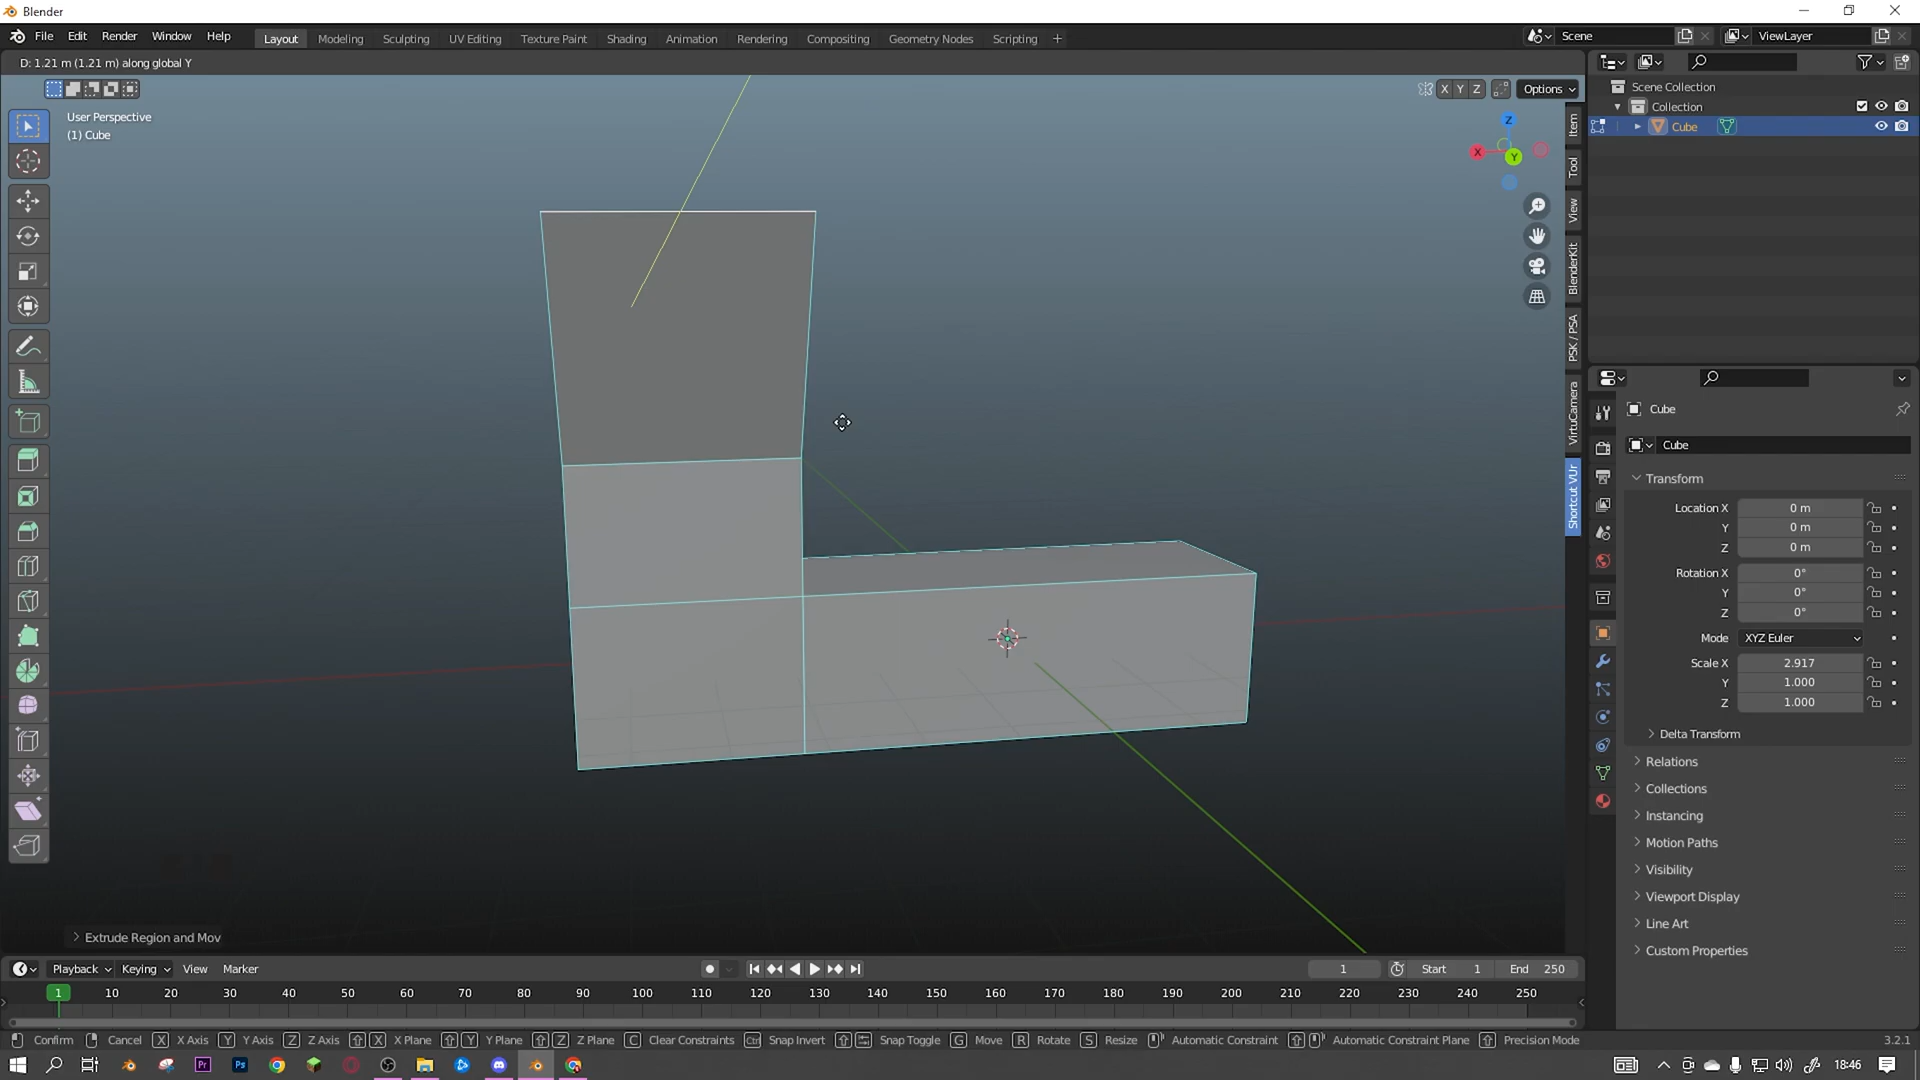 Blender
File Edit Render Window Help
Layout Modeling Sculpting UV Editing Texture Paint Shading Animation Rendering Compositing Geometry Nodes Scripting +
Scene
ViewLayer
D: 1.21 m (1.21 m) along global Y
X Y Z
Options
User Perspective
(1) Cube
Z
X
Y
Item
Tool
View
BlenderKit
PSK / PSA
VirtuCamera
Shortcut VUr
Scene Collection
Collection
Cube
Cube
Cube
Transform
Location X 0 m
Y 0 m
Z 0 m
Rotation X 0°
Y 0°
Z 0°
Mode XYZ Euler
Scale X 2.917
Y 1.000
Z 1.000
Delta Transform
Relations
Collections
Instancing
Motion Paths
Visibility
Viewport Display
Line Art
Custom Properties
Extrude Region and Mov
Playback Keying View Marker
1
Start 1
End 250
1 10 20 30 40 50 60 70 80 90 100 110 120 130 140 150 160 170 180 190 200 210 220 230 240 250
Confirm Cancel X X Axis Y Y Axis Z Z Axis X X Plane Y Y Plane Z Z Plane C Clear Constraints Ctrl Snap Invert Snap Toggle G Move R Rotate S Resize Automatic Constraint Automatic Constraint Plane Precision Mode
3.2.1
Pr Ps
18:46